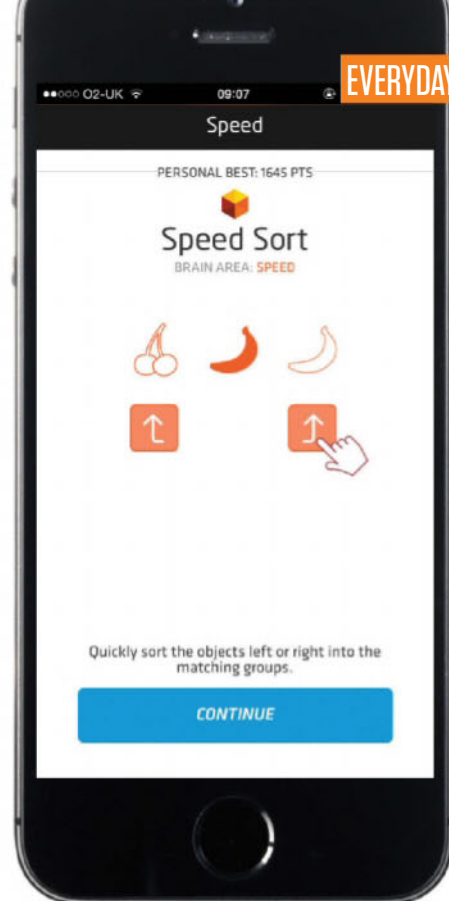 EVERYDAY
O2-UK 09:07
Speed
PERSONAL BEST: 1645 PTS
Speed Sort
BRAIN AREA: SPEED
Quickly sort the objects left or right into the
matching groups.
CONTINUE